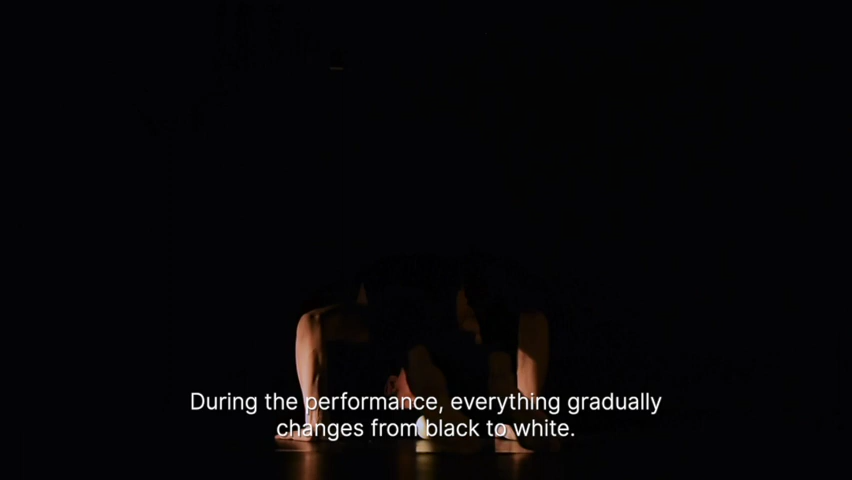 During the performance, everything gradually
changes from black to white.